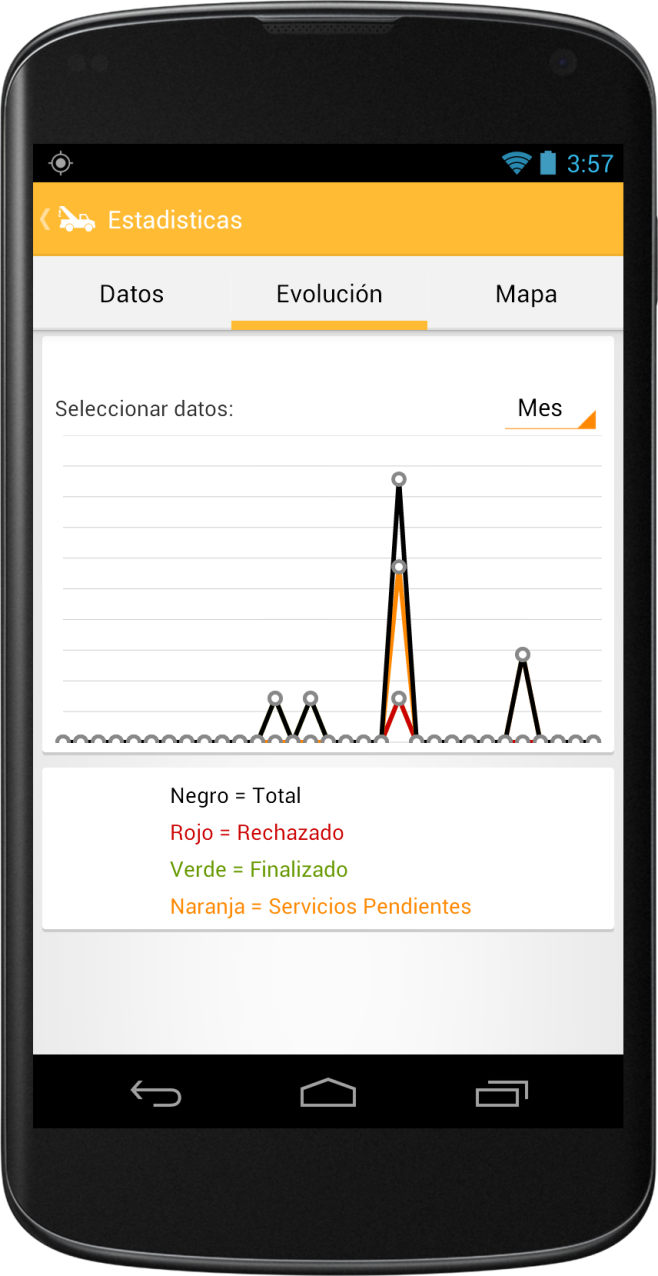 3:57
Estadisticas
Datos Evolución Mapa
Seleccionar datos: Mes
Negro = Total
Rojo = Rechazado
Verde = Finalizado
Naranja = Servicios Pendientes